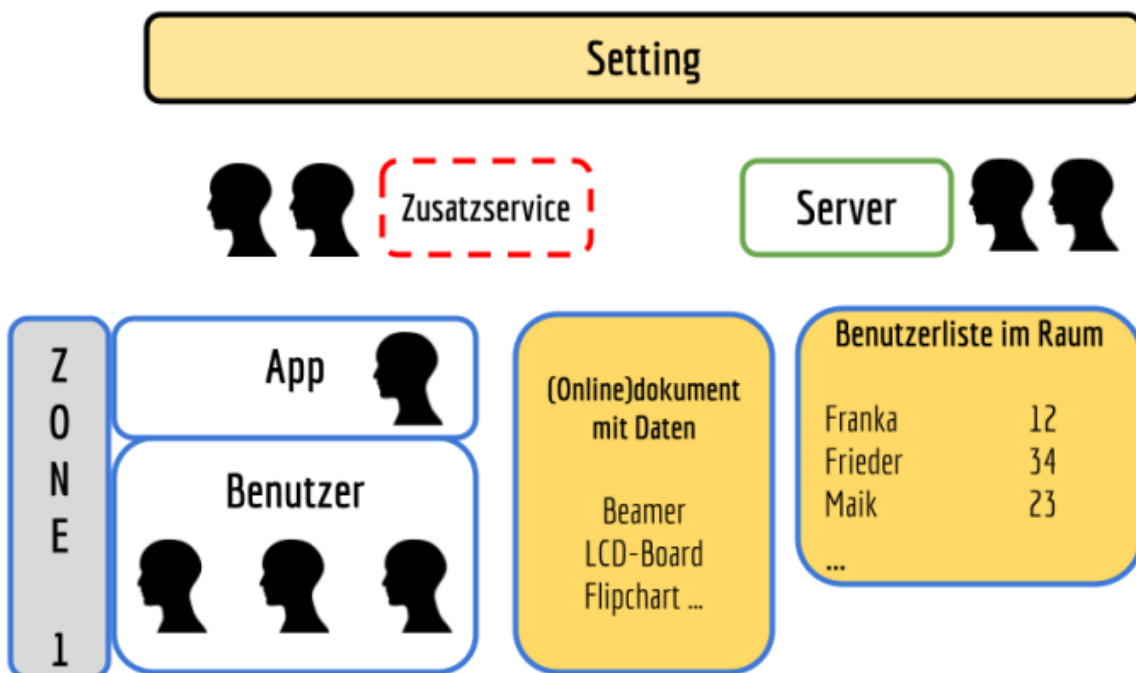 Setting
Zusatzservice
Server
ZONE 1
App
Benutzer
(Online)dokument
mit Daten
Beamer
LCD-Board
Flipchart ...
Benutzerliste im Raum
Franka 12
Frieder 34
Maik 23
...